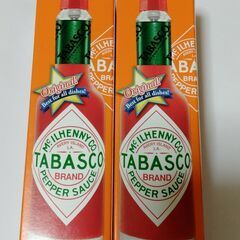 TABASCO
Original
Best for all dishes!
McILHENNY CO.
AVERY ISLAND
LA.
TABASCO
BRAND
PEPPER SAUCE
TABASCO
Original
Best for all dishes!
McILHENNY CO.
AVERY ISLAND
LA.
TABASCO
BRAND
PEPPER SAUCE